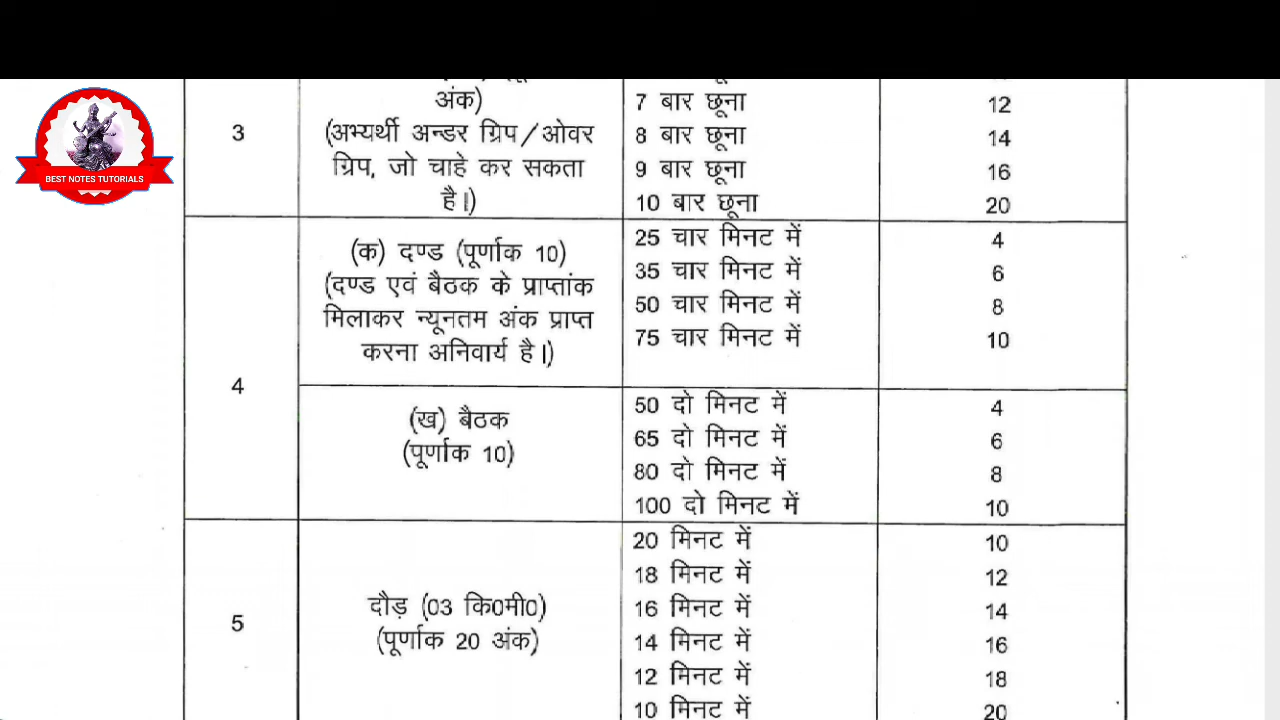 BEST NOTES TUTORIALS
3
अंक)
(अभ्यर्थी अन्डर ग्रिप/ओवर
ग्रिप, जो चाहे कर सकता
है।)
7 बार छूना 12
8 बार छूना 14
9 बार छूना 16
10 बार छूना 20
4
(क) दण्ड (पूर्णाक 10)
(दण्ड एवं बैठक के प्राप्तांक
मिलाकर न्यूनतम अंक प्राप्त
करना अनिवार्य है।)
25 चार मिनट में 4
35 चार मिनट में 6
50 चार मिनट में 8
75 चार मिनट में 10
(ख) बैठक
(पूर्णाक 10)
50 दो मिनट में 4
65 दो मिनट में 6
80 दो मिनट में 8
100 दो मिनट में 10
5
दौड़ (03 कि0मी0)
(पूर्णाक 20 अंक)
20 मिनट में 10
18 मिनट में 12
16 मिनट में 14
14 मिनट में 16
12 मिनट में 18
10 मिनट में 20